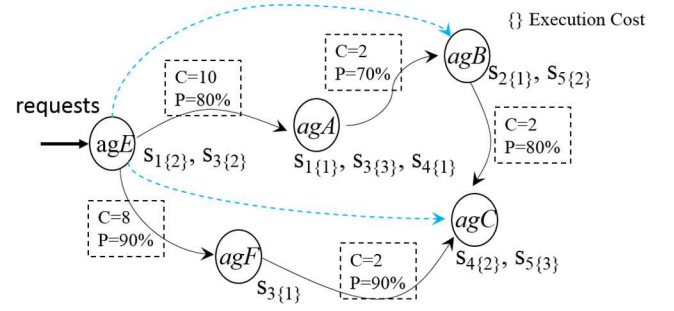 {} Execution Cost
C=2
P=70%
agB
S2{1}, S5{2}
C=10
P=80%
requests
agE
S1{2}, S3{2}
agA
S1{1}, S3{3}, S4{1}
C=2
P=80%
C=8
P=90%
agF
S3{1}
C=2
P=90%
agC
S4{2}, S5{3}